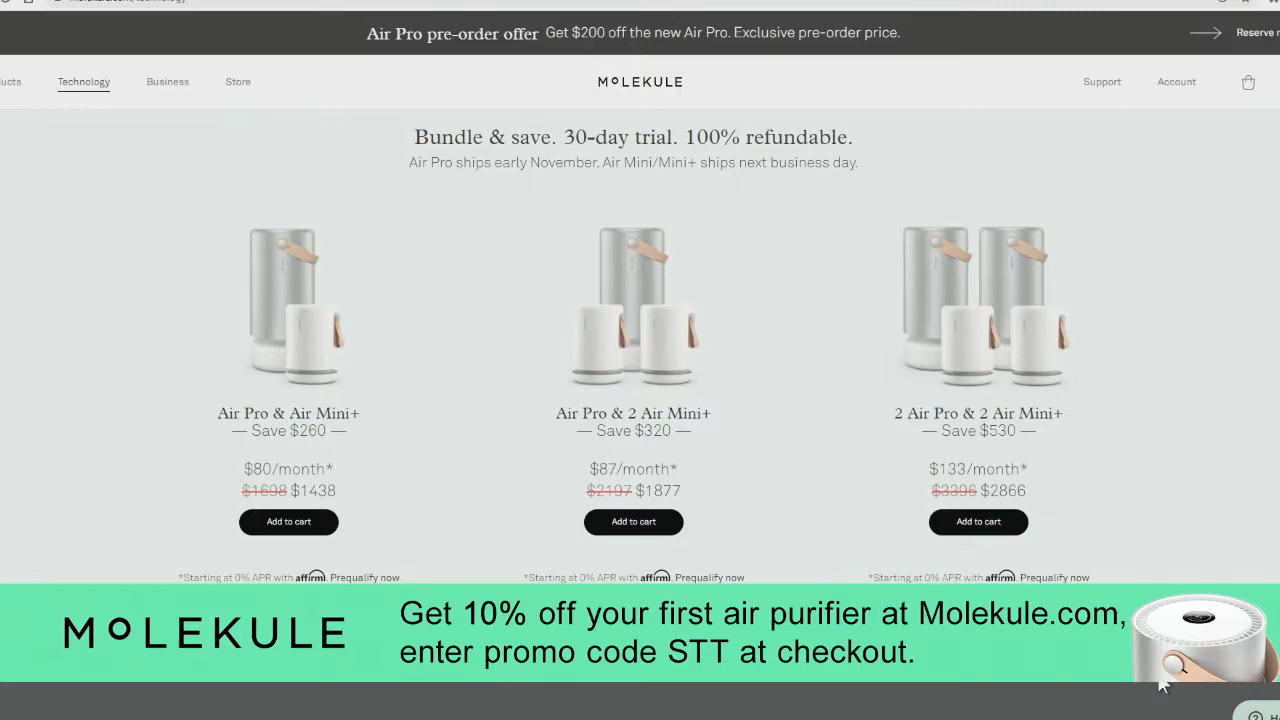 Air Pro pre-order offer Get $200 off the new Air Pro. Exclusive pre-order price.
Reserve
Technology Business Store MOLEKULE Support Account
Bundle & save. 30-day trial. 100% refundable.
Air Pro ships early November. Air Mini/Mini+ ships next business day.
Air Pro & Air Mini+
— Save $260 —
$80/month*
$1698 $1438
Add to cart
*Starting at 0% APR with affirm. Prequalify now
Air Pro & 2 Air Mini+
— Save $320 —
$87/month*
$2197 $1877
Add to cart
*Starting at 0% APR with affirm. Prequalify now
2 Air Pro & 2 Air Mini+
— Save $530 —
$133/month*
$3396 $2866
Add to cart
*Starting at 0% APR with affirm. Prequalify now
MOLEKULE
Get 10% off your first air purifier at Molekule.com,
enter promo code STT at checkout.